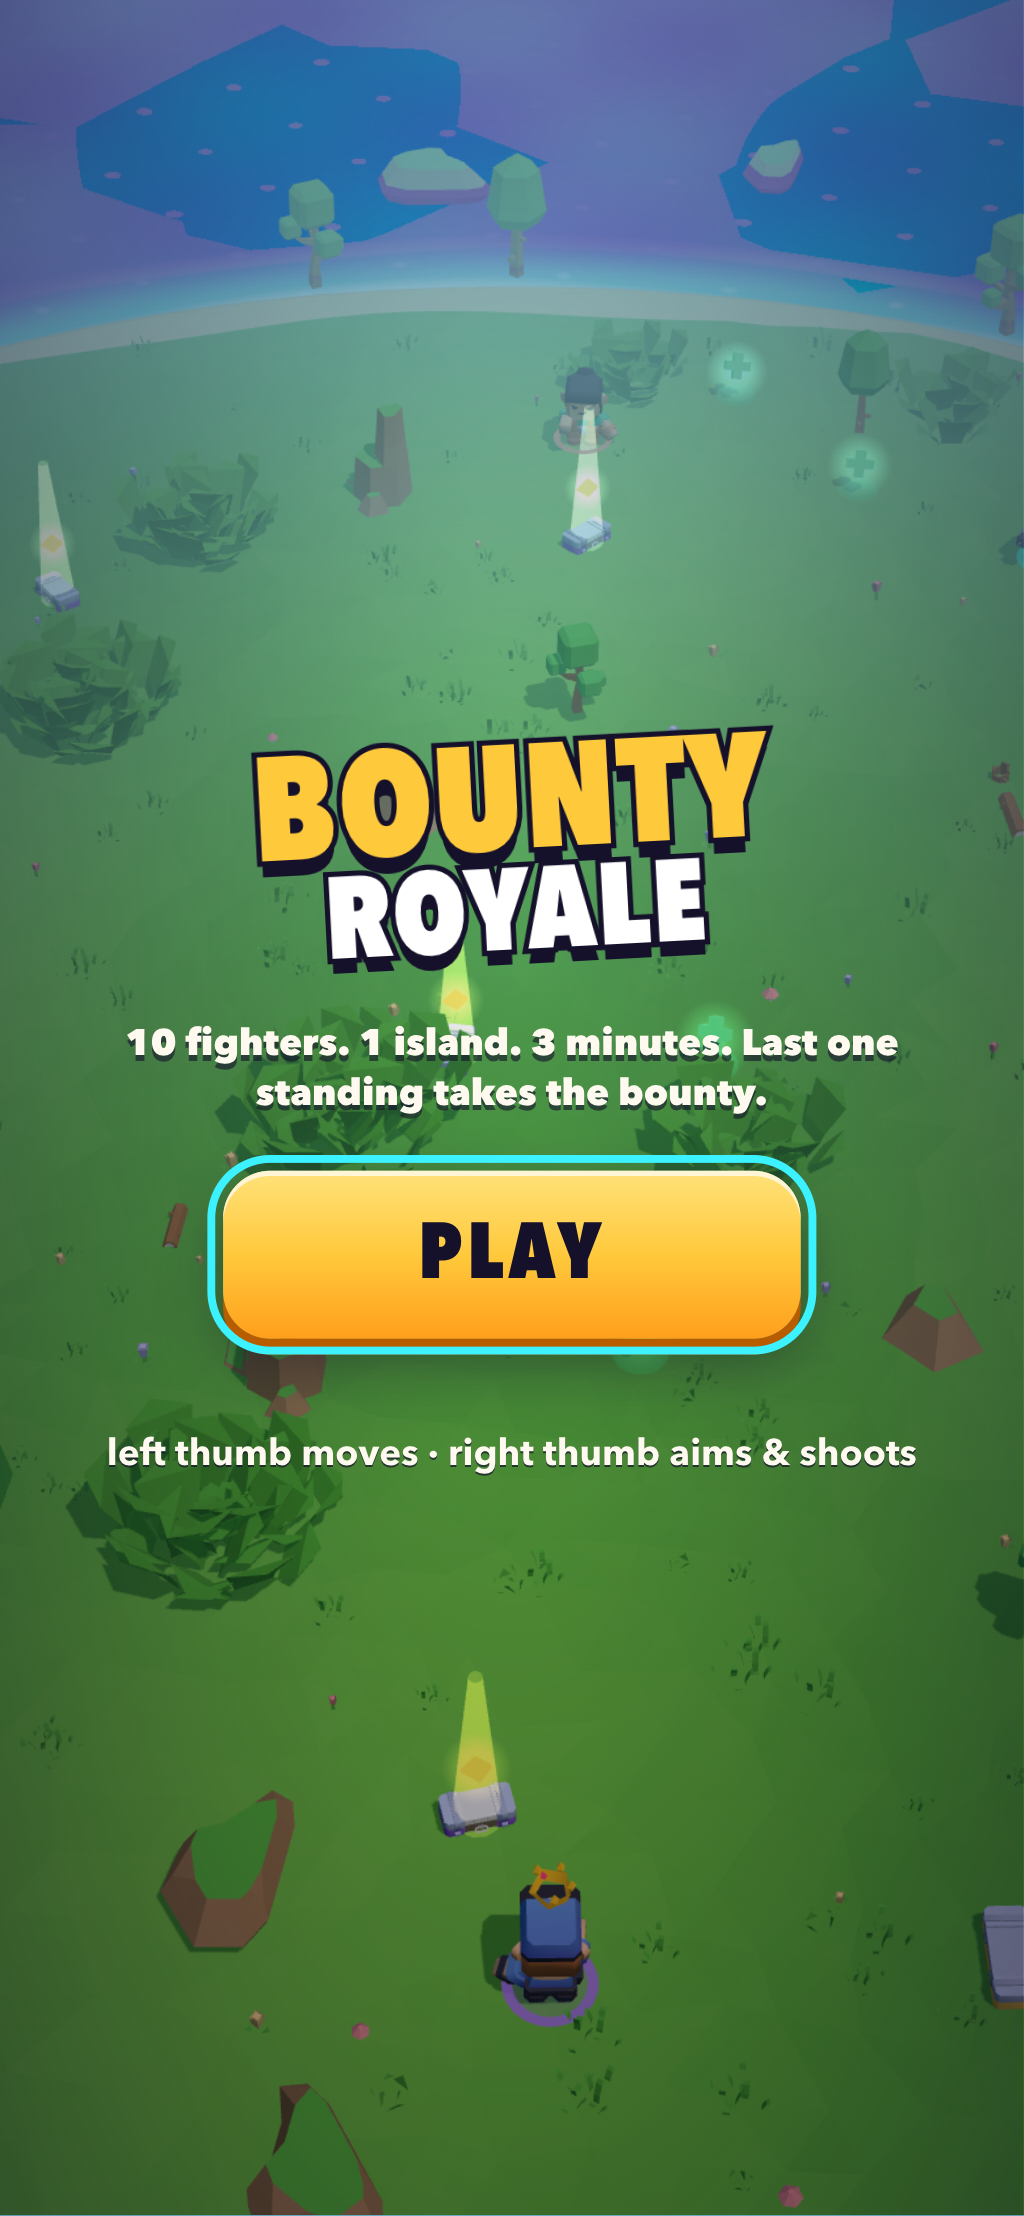 BOUNTY
ROYALE
10 fighters. 1 island. 3 minutes. Last one
standing takes the bounty.
PLAY
left thumb moves · right thumb aims & shoots